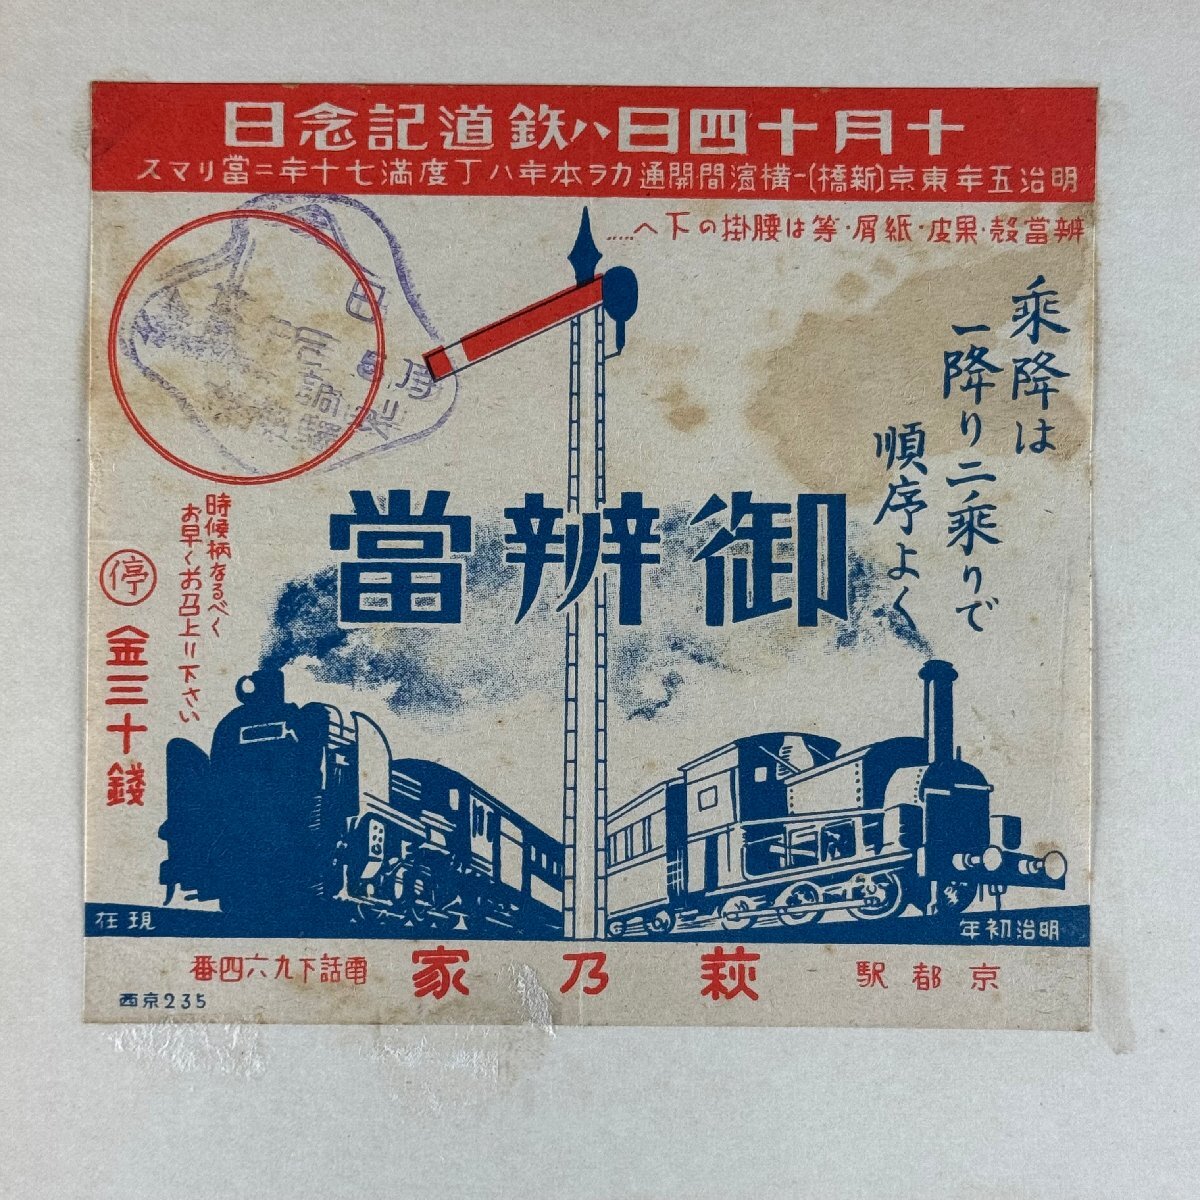 十月十四日ハ鉄道記念日
明治五年東京(新橋)―横濱間開通カラ本年ハ丁度満七十年ニ當リマス
辨當殻・果皮・紙屑・等は腰掛の下へ……
乗降は
一降り二乗りで
順序よく
御辨當
時候柄なるべく
お早くお召上り下さい
停
金三十錢
現在
明治初年
京都駅
萩乃家
電話下九六四番
西京235